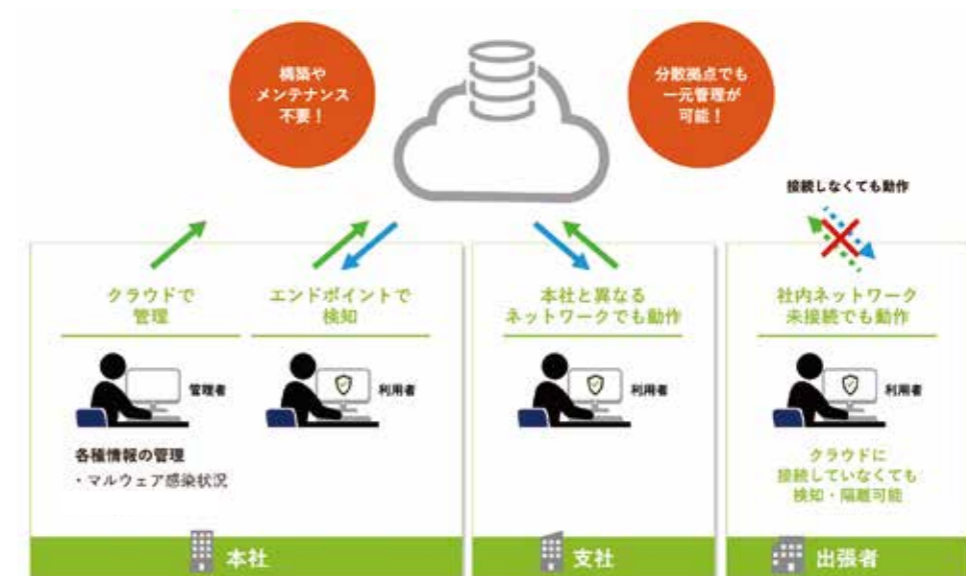 構築や
メンテナンス
不要！
分散拠点でも
一元管理が
可能！
接続しなくても動作
クラウドで
管理
エンドポイントで
検知
本社と異なる
ネットワークでも動作
社内ネットワーク
未接続でも動作
管理者
利用者
利用者
利用者
各種情報の管理
・マルウェア感染状況
クラウドに
接続していなくても
検知・隔離可能
本社
支社
出張者